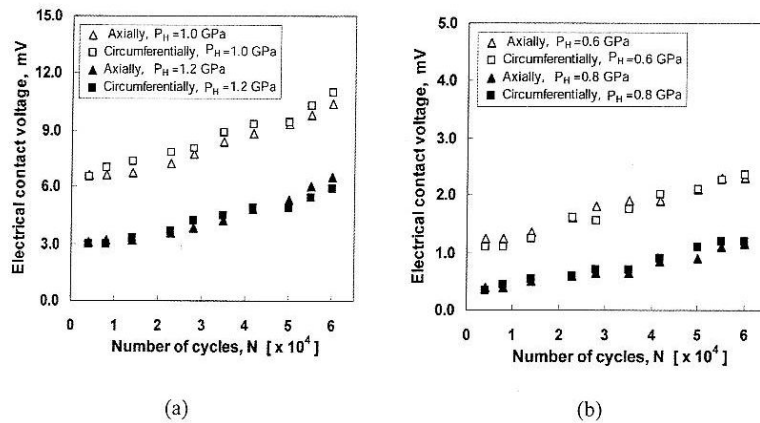 Electrical contact voltage, mV
15.0
12.0
9.0
6.0
3.0
0.0
Axially, P_H =1.0 GPa
Circumferentially, P_H =1.0 GPa
Axially, P_H =1.2 GPa
Circumferentially, P_H =1.2 GPa
0 1 2 3 4 5 6
Number of cycles, N [ x 10⁴ ]
(a)
Electrical contact voltage, mV
5.0
4.0
3.0
2.0
1.0
0.0
Axially, P_H =0.6 GPa
Circumferentially, P_H=0.6 GPa
Axially, P_H =0.8 GPa
Circumferentially, P_H =0.8 GPa
0 1 2 3 4 5 6
Number of cycles, N [ x 10⁴ ]
(b)